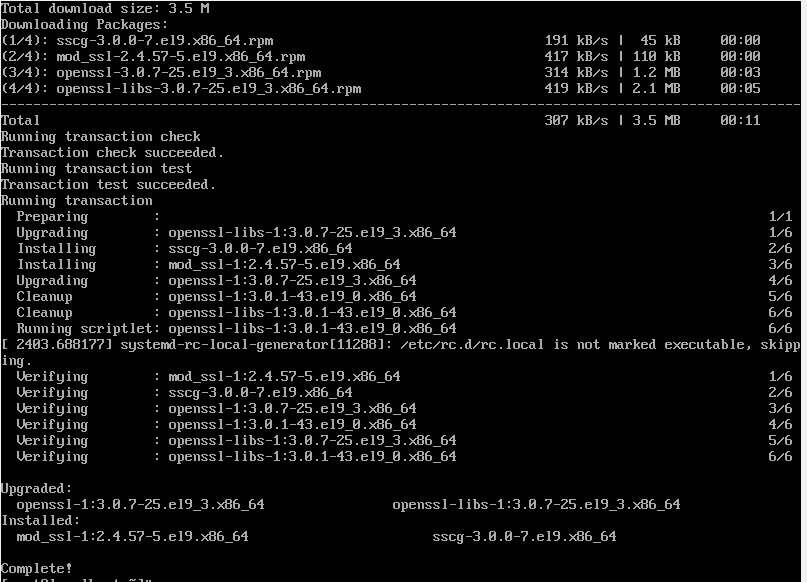 Total download size: 3.5 M
Downloading Packages:
(1/4): sscg-3.0.0-7.el9.x86_64.rpm 191 kB/s | 45 kB 00:00
(2/4): mod_ssl-2.4.57-5.el9.x86_64.rpm 417 kB/s | 110 kB 00:00
(3/4): openssl-3.0.7-25.el9_3.x86_64.rpm 314 kB/s | 1.2 MB 00:03
(4/4): openssl-libs-3.0.7-25.el9_3.x86_64.rpm 419 kB/s | 2.1 MB 00:05
--------------------------------------------------------------------------------
Total 307 kB/s | 3.5 MB 00:11
Running transaction check
Transaction check succeeded.
Running transaction test
Transaction test succeeded.
Running transaction
Preparing : 1/1
Upgrading : openssl-libs-1:3.0.7-25.el9_3.x86_64 1/6
Installing : sscg-3.0.0-7.el9.x86_64 2/6
Installing : mod_ssl-1:2.4.57-5.el9.x86_64 3/6
Upgrading : openssl-1:3.0.7-25.el9_3.x86_64 4/6
Cleanup : openssl-1:3.0.1-43.el9_0.x86_64 5/6
Cleanup : openssl-libs-1:3.0.1-43.el9_0.x86_64 6/6
Running scriptlet: openssl-libs-1:3.0.1-43.el9_0.x86_64 6/6
[ 2403.688177] systemd-rc-local-generator[11288]: /etc/rc.d/rc.local is not marked executable, skipp
ing.
Verifying : mod_ssl-1:2.4.57-5.el9.x86_64 1/6
Verifying : sscg-3.0.0-7.el9.x86_64 2/6
Verifying : openssl-1:3.0.7-25.el9_3.x86_64 3/6
Verifying : openssl-1:3.0.1-43.el9_0.x86_64 4/6
Verifying : openssl-libs-1:3.0.7-25.el9_3.x86_64 5/6
Verifying : openssl-libs-1:3.0.1-43.el9_0.x86_64 6/6
Upgraded:
openssl-1:3.0.7-25.el9_3.x86_64 openssl-libs-1:3.0.7-25.el9_3.x86_64
Installed:
mod_ssl-1:2.4.57-5.el9.x86_64 sscg-3.0.0-7.el9.x86_64
Complete!